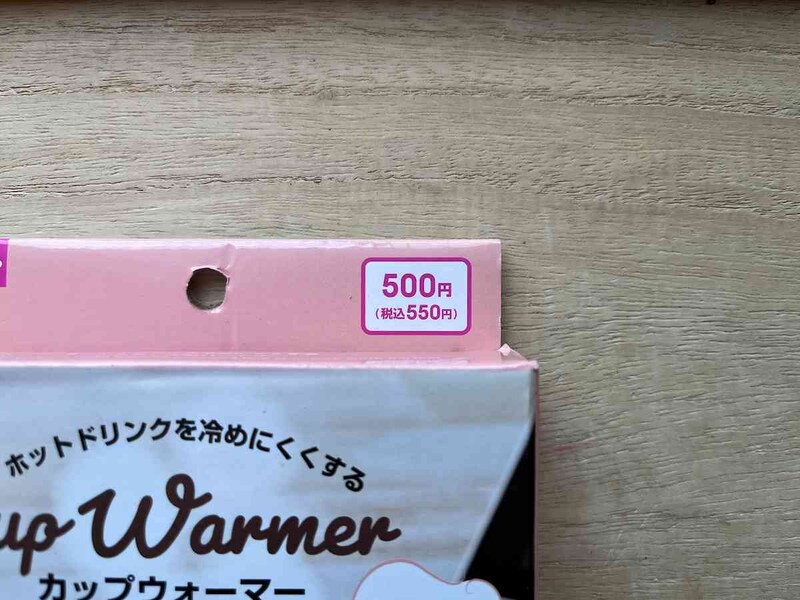 500円
(税込550円)
ホットドリンクを冷めにくくする
up Warmer
カップウォーマー